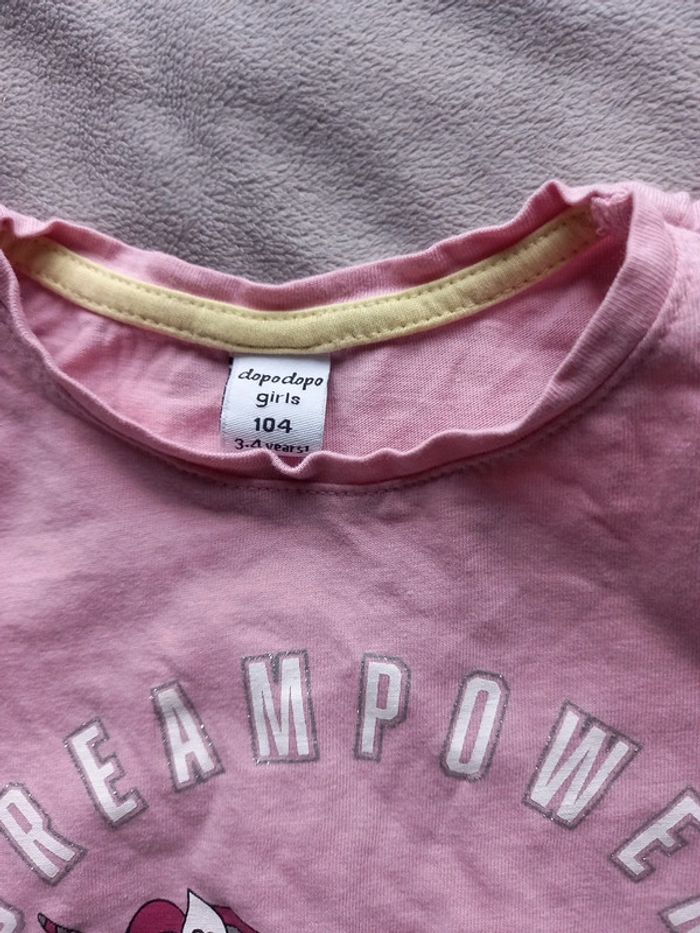 dopodopo
girls
104
3-4 years
REAMPOWE